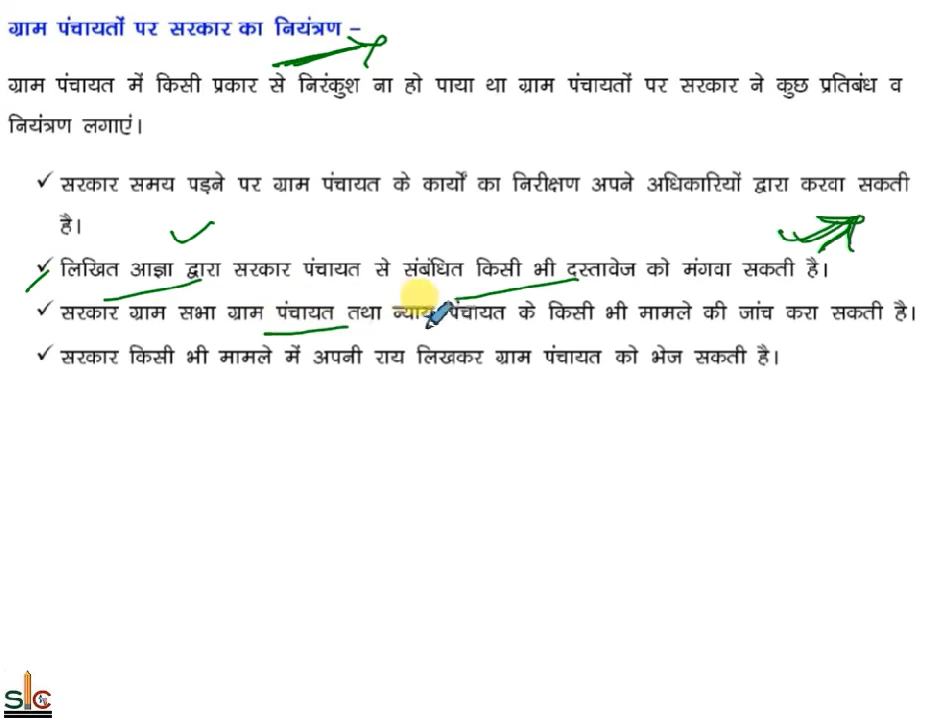 ग्राम पंचायतों पर सरकार का नियंत्रण –
ग्राम पंचायत में किसी प्रकार से निरंकुश ना हो पाया था ग्राम पंचायतों पर सरकार ने कुछ प्रतिबंध व
नियंत्रण लगाएं।
✓ सरकार समय पड़ने पर ग्राम पंचायत के कार्यों का निरीक्षण अपने अधिकारियों द्वारा करवा सकती
है।
✓ लिखित आज्ञा द्वारा सरकार पंचायत से संबंधित किसी भी दस्तावेज को मंगवा सकती है।
✓ सरकार ग्राम सभा ग्राम पंचायत तथा न्याय पंचायत के किसी भी मामले की जांच करा सकती है।
✓ सरकार किसी भी मामले में अपनी राय लिखकर ग्राम पंचायत को भेज सकती है।
SLC